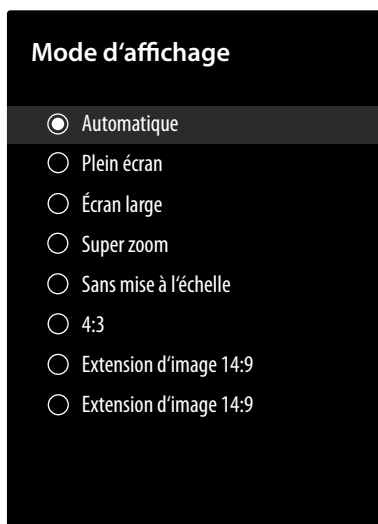 Mode d‘affichage
Automatique
Plein écran
Écran large
Super zoom
Sans mise à l‘échelle
4:3
Extension d‘image 14:9
Extension d‘image 14:9